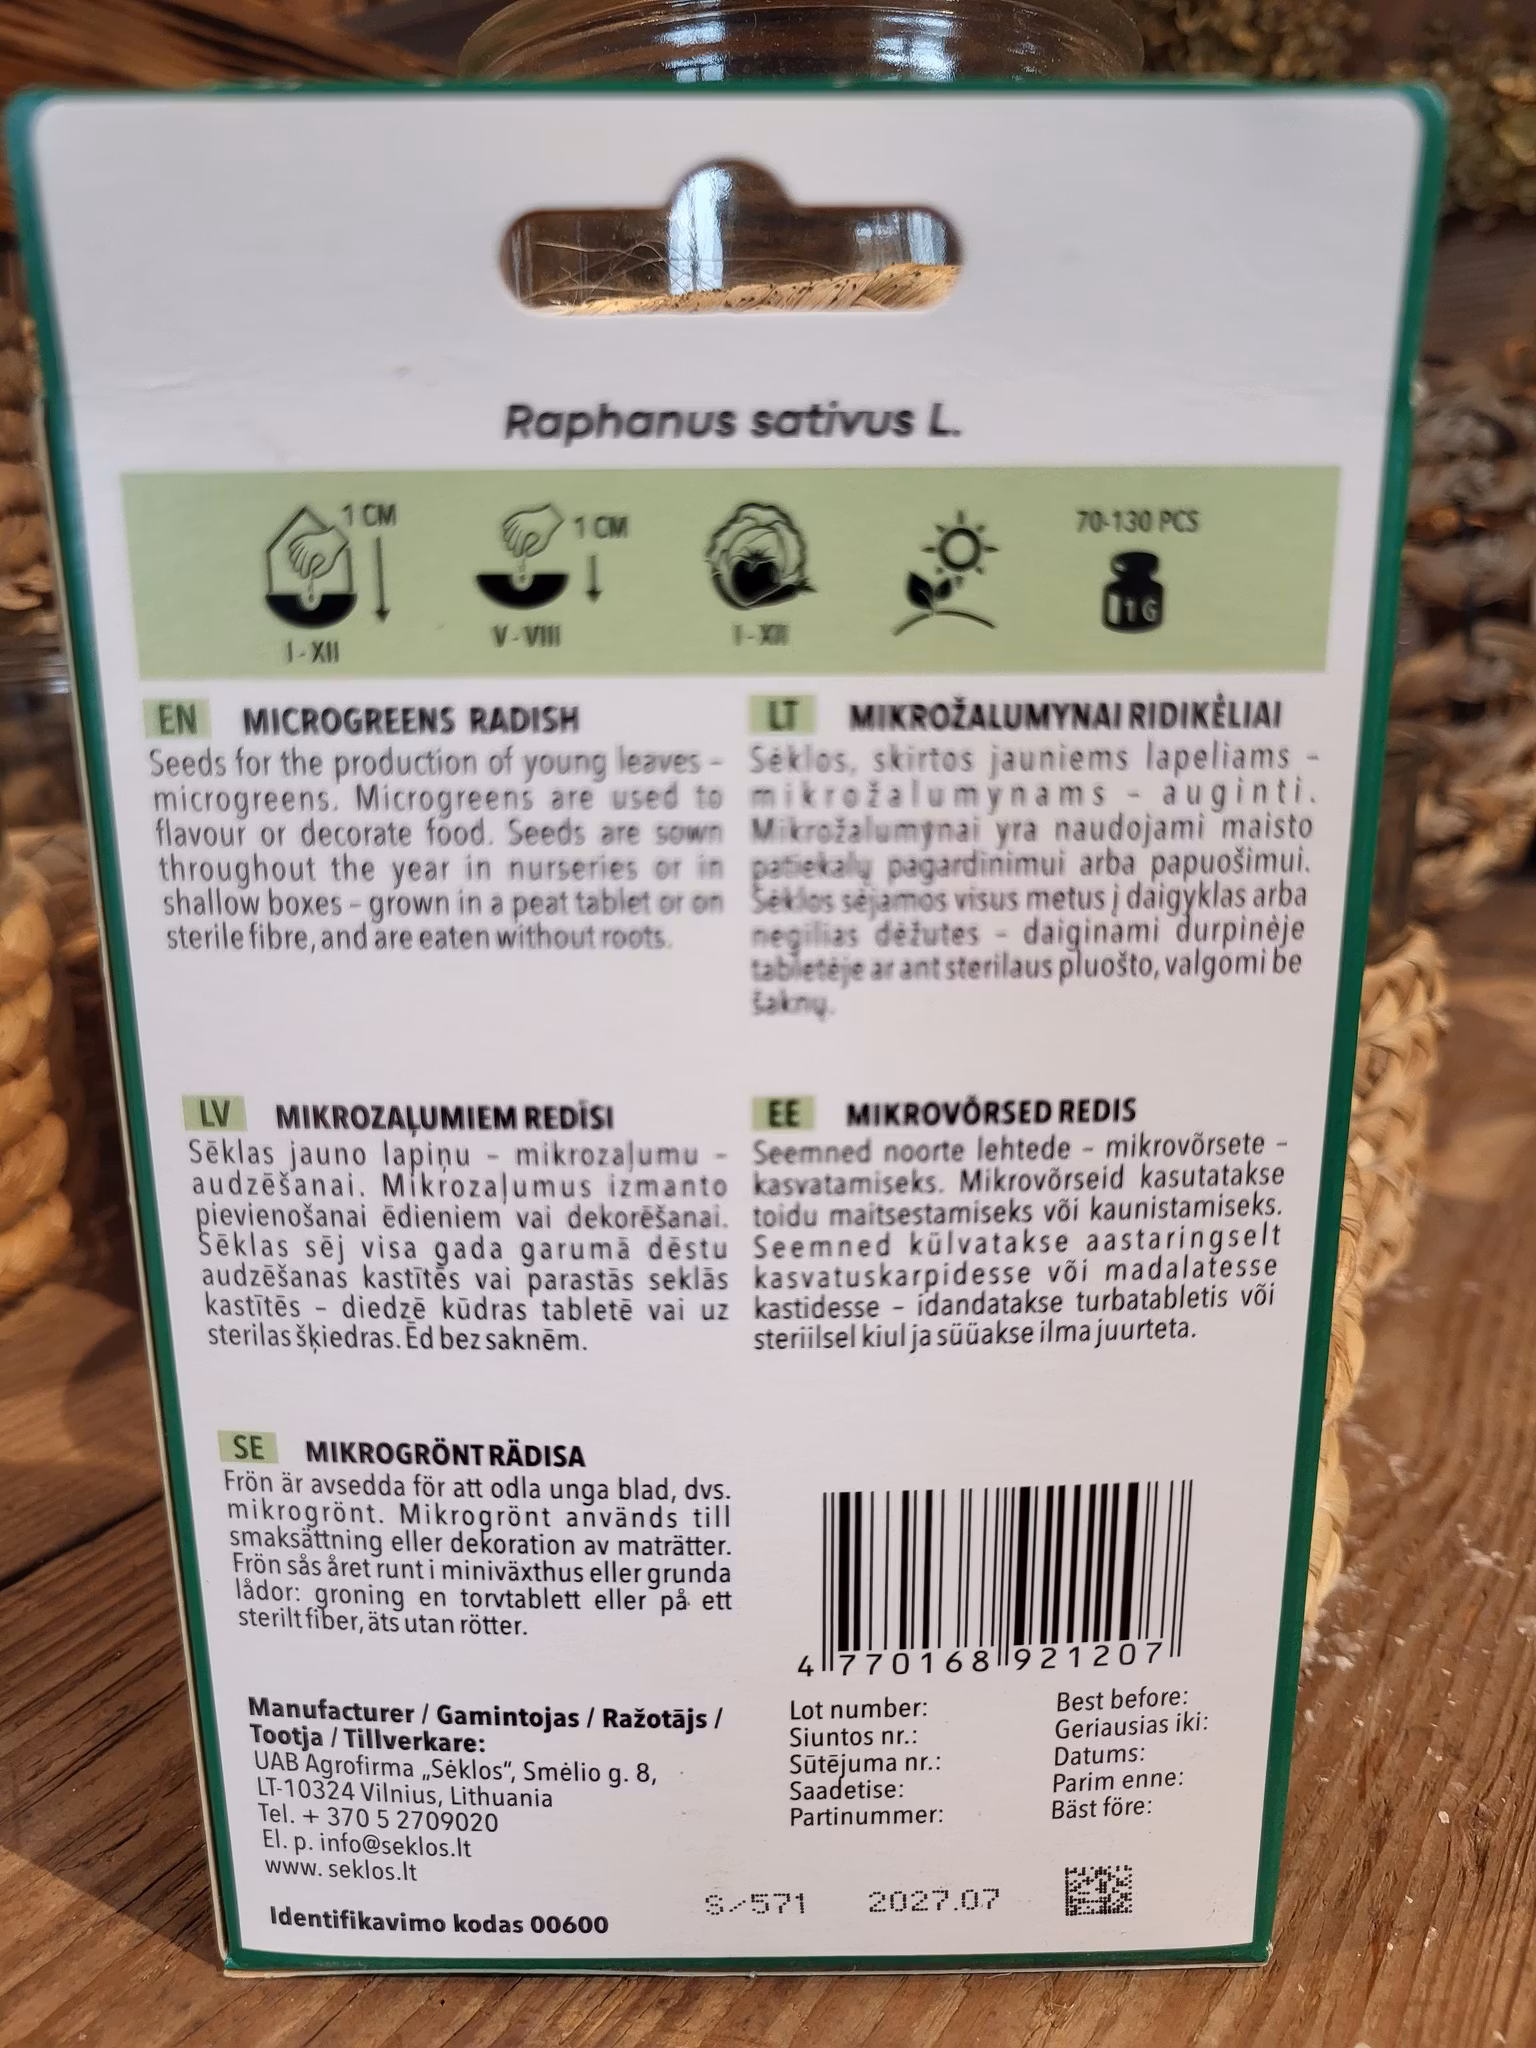 Raphanus sativus L.
1 CM
I - XII
1 CM
V - VIII
I - XII
70-130 PCS
1 G
EN MICROGREENS RADISH
Seeds for the production of young leaves –
microgreens. Microgreens are used to
flavour or decorate food. Seeds are sown
throughout the year in nurseries or in
shallow boxes – grown in a peat tablet or on
sterile fibre, and are eaten without roots.
LT MIKROŽALUMYNAI RIDIKĖLIAI
Sėklos, skirtos jauniems lapeliams –
mikrožalumynams – auginti.
Mikrožalumynai yra naudojami maisto
patiekalų pagardinimui arba papuošimui.
Sėklos sėjamos visus metus į daigyklas arba
negilias dėžutes – daiginami durpinėje
tabletėje ar ant sterilaus pluošto, valgomi be
šaknų.
LV MIKROZAĻUMIEM REDĪSI
Sēklas jauno lapiņu – mikrozaļumu –
audzēšanai. Mikrozaļumus izmanto
pievienošanai ēdieniem vai dekorēšanai.
Sēklas sēj visa gada garumā dēstu
audzēšanas kastītēs vai parastās seklās
kastītēs – diedzē kūdras tabletē vai uz
sterilas šķiedras. Ēd bez saknēm.
EE MIKROVÕRSED REDIS
Seemned noorte lehtede – mikrovõrsete –
kasvatamiseks. Mikrovõrseid kasutatakse
toidu maitsestamiseks või kaunistamiseks.
Seemned külvatakse aastaringselt
kasvatuskarpidesse või madalatesse
kastidesse – idandatakse turbatabletis või
steriilsel kiul ja süüakse ilma juurteta.
SE MIKROGRÖNT RÄDISA
Frön är avsedda för att odla unga blad, dvs.
mikrogrönt. Mikrogrönt används till
smaksättning eller dekoration av maträtter.
Frön sås året runt i miniväxthus eller grunda
lådor: groning en torvtablett eller på ett
sterilt fiber, äts utan rötter.
4 770168 921207
Manufacturer / Gamintojas / Ražotājs /
Tootja / Tillverkare:
UAB Agrofirma „Sėklos“, Smėlio g. 8,
LT-10324 Vilnius, Lithuania
Tel. + 370 5 2709020
El. p. info@seklos.lt
www. seklos.lt
Identifikavimo kodas 00600
Lot number:
Siuntos nr.:
Sūtējuma nr.:
Saadetise:
Partinummer:
Best before:
Geriausias iki:
Datums:
Parim enne:
Bäst före:
S/571 2027.07